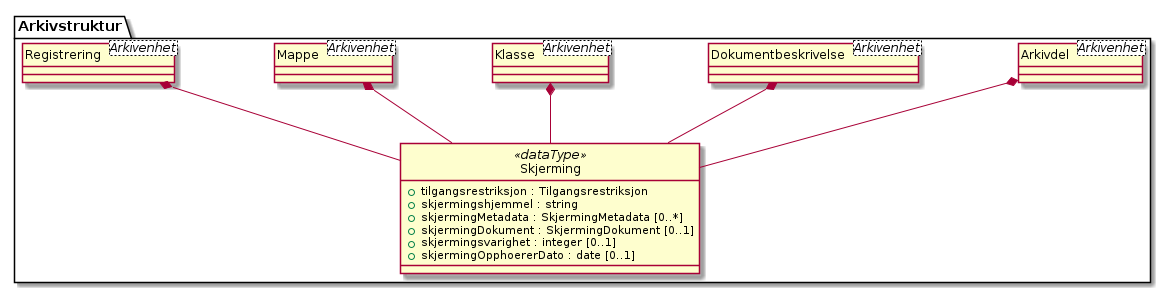 Arkivstruktur
Registrering Arkivenhet
Mappe Arkivenhet
Klasse Arkivenhet
Dokumentbeskrivelse Arkivenhet
Arkivdel Arkivenhet
«dataType»
Skjerming
tilgangsrestriksjon : Tilgangsrestriksjon
skjermingshjemmel : string
skjermingMetadata : SkjermingMetadata [0..*]
skjermingDokument : SkjermingDokument [0..1]
skjermingsvarighet : integer [0..1]
skjermingOpphoererDato : date [0..1]